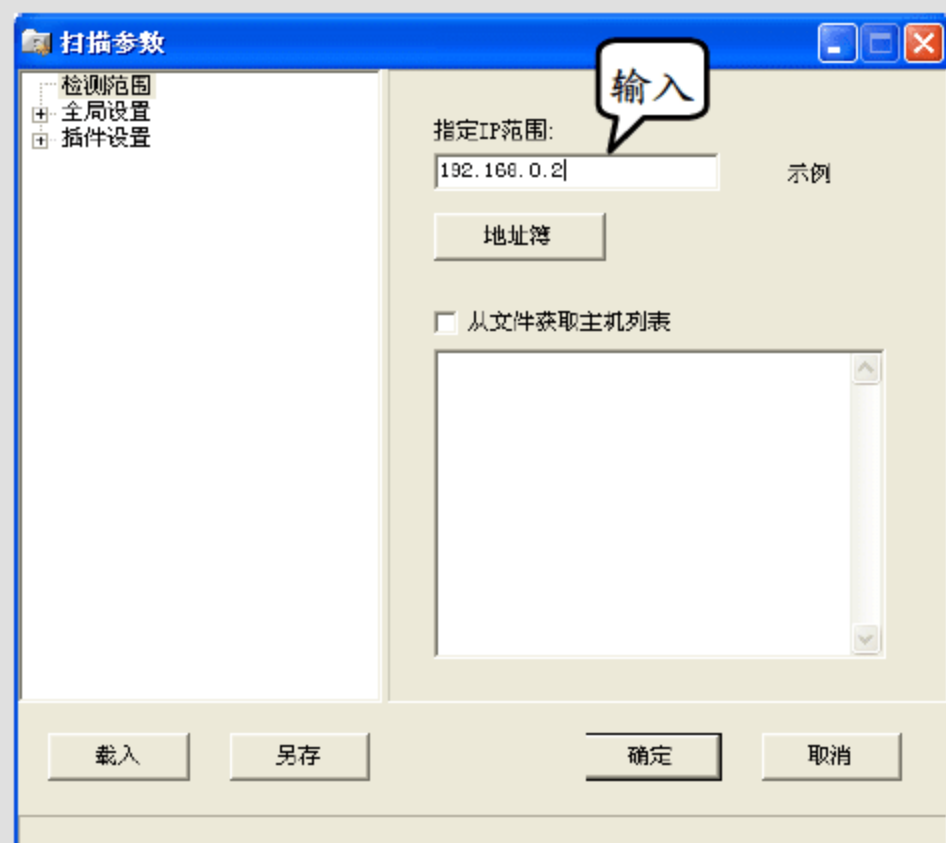 扫描参数
检测范围
全局设置
插件设置
输入
指定IP范围:
192.168.0.2
示例
地址簿
从文件获取主机列表
载入
另存
确定
取消